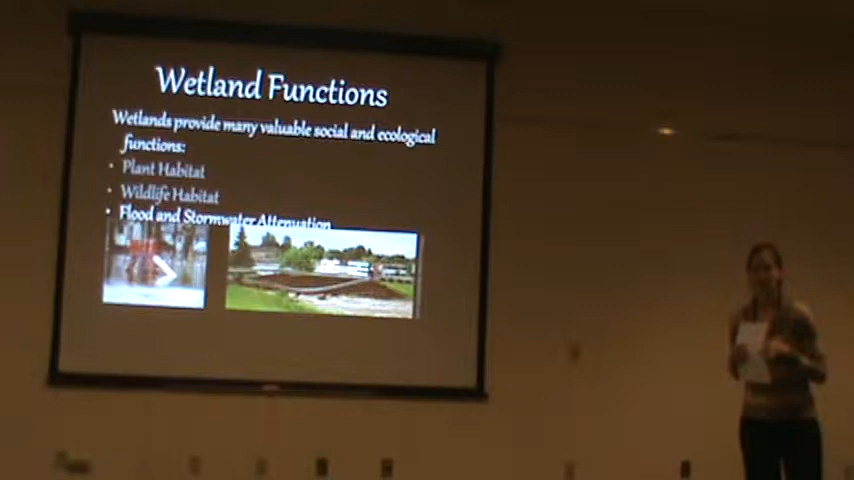 Wetland Functions
Wetlands provide many valuable social and ecological
functions:
• Plant Habitat
• Wildlife Habitat
• Flood and Stormwater Attenuation